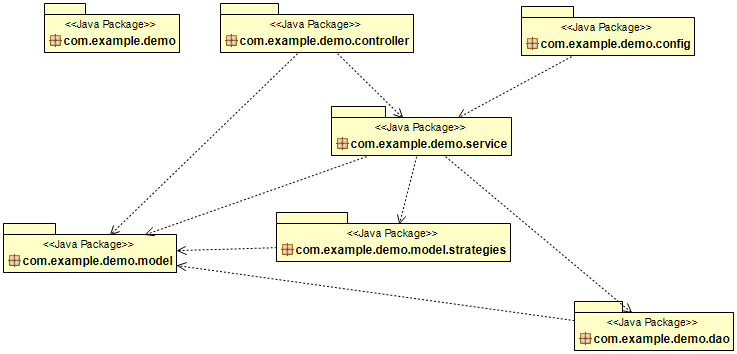 <<Java Package>>
com.example.demo
<<Java Package>>
com.example.demo.controller
<<Java Package>>
com.example.demo.config
<<Java Package>>
com.example.demo.service
<<Java Package>>
com.example.demo.model
<<Java Package>>
com.example.demo.model.strategies
<<Java Package>>
com.example.demo.dao